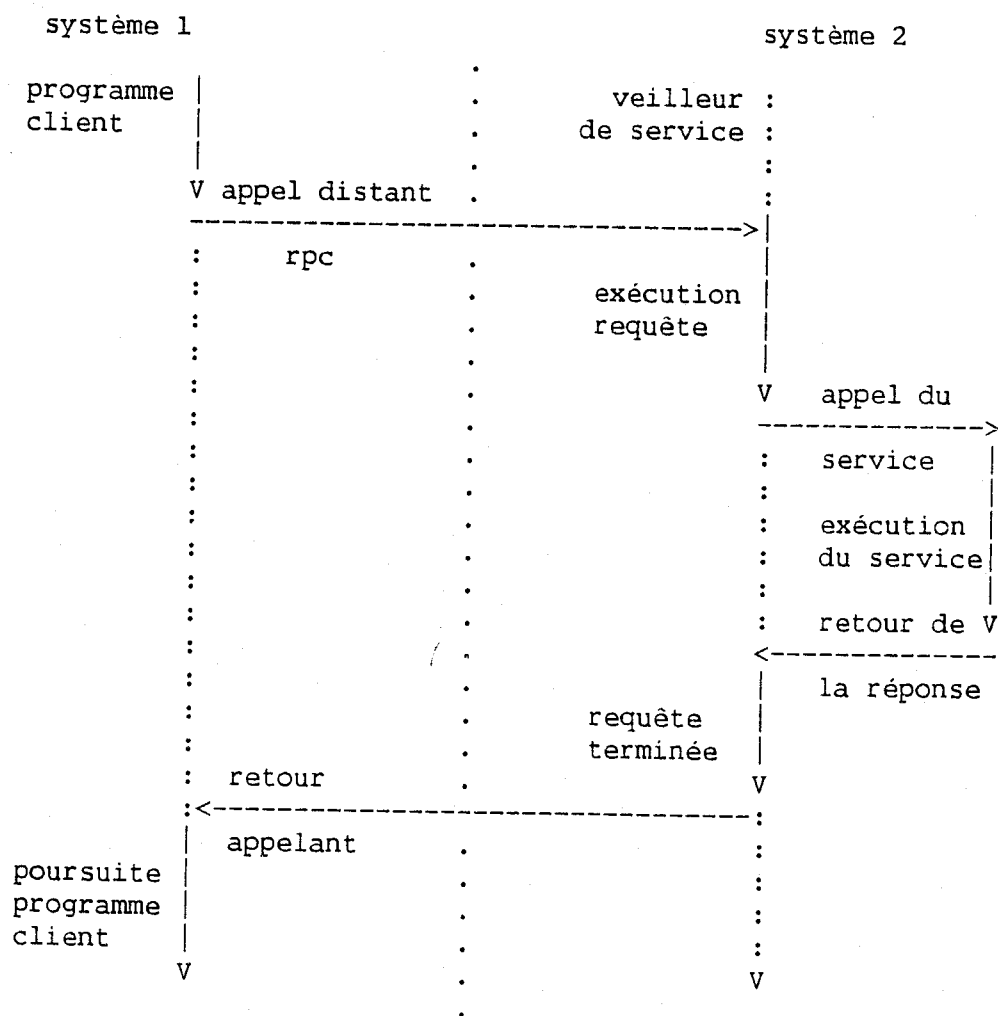 système 1
système 2
programme
client
veilleur
de service
V appel distant
rpc
exécution
requête
V appel du
service
exécution
du service
retour de V
la réponse
requête
terminée
V
retour
appelant
poursuite
programme
client
V
V